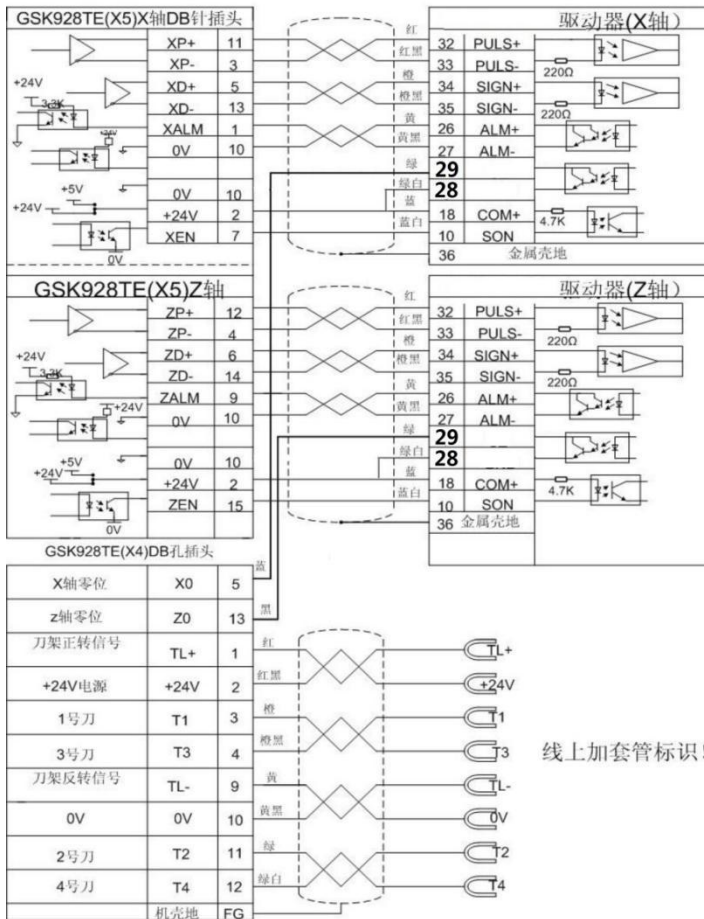 GSK928TE(X5)X轴DB针插头
驱动器(X轴)
XP+ 11 红 32 PULS+
XP- 3 红黑 33 PULS-
220Ω
XD+ 5 橙 34 SIGN+
+24V
3.3K
XD- 13 橙黑 35 SIGN-
220Ω
XALM 1 黄 26 ALM+
+24V
0V 10 黄黑 27 ALM-
绿 29
+5V
0V 10 绿白 28
+24V
+24V 2 蓝 18 COM+
4.7K
XEN 7 蓝白 10 SON
0V
36 金属壳地
GSK928TE(X5)Z轴
驱动器(Z轴)
ZP+ 12 红 32 PULS+
ZP- 4 红黑 33 PULS-
220Ω
ZD+ 6 橙 34 SIGN+
+24V
3.3K
ZD- 14 橙黑 35 SIGN-
220Ω
ZALM 9 黄 26 ALM+
+24V
0V 10 黄黑 27 ALM-
绿 29
+5V
0V 10 绿白 28
+24V
+24V 2 蓝 18 COM+
4.7K
ZEN 15 蓝白 10 SON
0V
36 金属壳地
GSK928TE(X4)DB孔插头
X轴零位 X0 5 蓝
z轴零位 Z0 13 黑
刀架正转信号 TL+ 1 红 TL+
+24V电源 +24V 2 红黑 +24V
1号刀 T1 3 橙 T1
3号刀 T3 4 橙黑 T3
线上加套管标识!
刀架反转信号 TL- 9 黄 TL-
0V 0V 10 黄黑 0V
2号刀 T2 11 绿 T2
4号刀 T4 12 绿白 T4
机壳地 FG